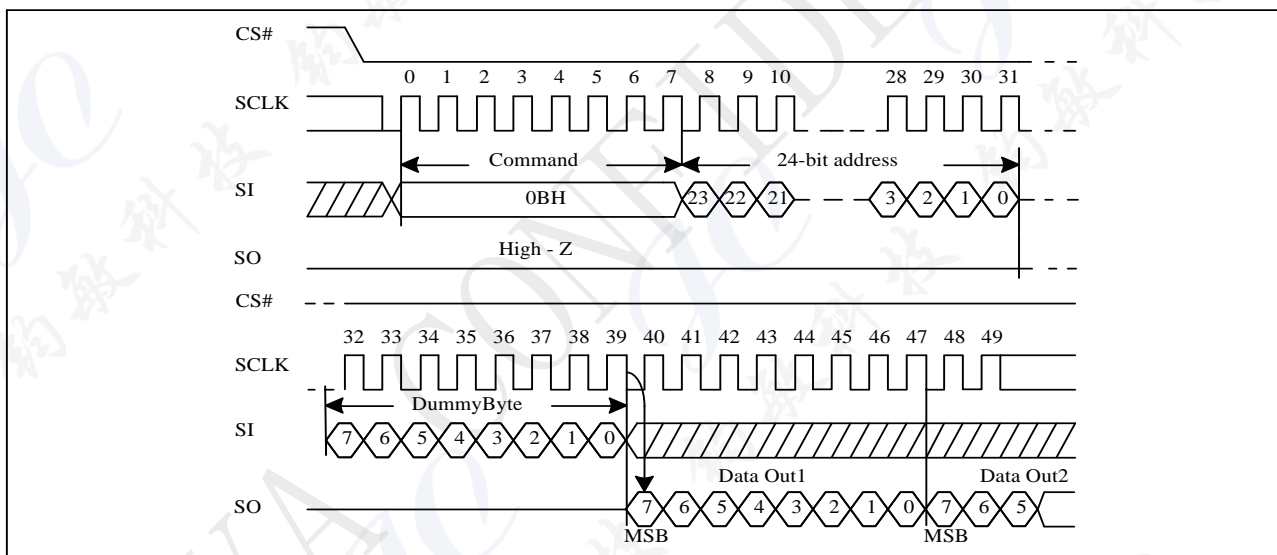 CS#
0 1 2 3 4 5 6 7 8 9 10 28 29 30 31
SCLK
Command 24-bit address
SI 0BH 23 22 21 3 2 1 0
High - Z
SO
CS#
32 33 34 35 36 37 38 39 40 41 42 43 44 45 46 47 48 49
SCLK
DummyByte
SI 7 6 5 4 3 2 1 0
Data Out1 Data Out2
SO 7 6 5 4 3 2 1 0 7 6 5
MSB MSB